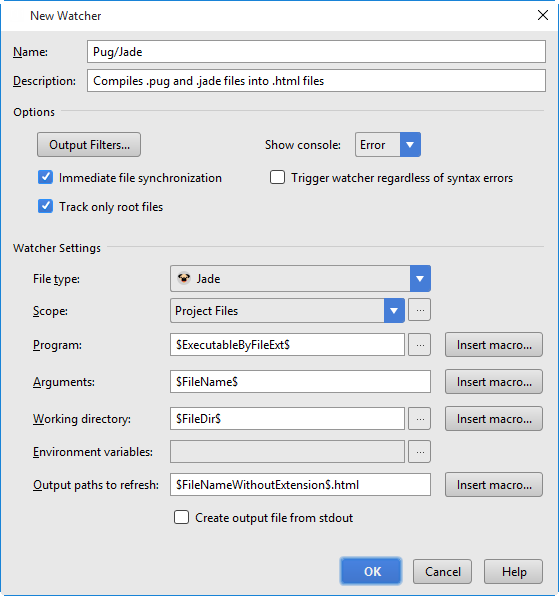 New Watcher
Name: Pug/Jade
Description: Compiles .pug and .jade files into .html files
Options
Output Filters... Show console: Error
Immediate file synchronization Trigger watcher regardless of syntax errors
Track only root files
Watcher Settings
File type: Jade
Scope: Project Files ...
Program: $ExecutableByFileExt$ ... Insert macro...
Arguments: $FileName$ Insert macro...
Working directory: $FileDir$ ... Insert macro...
Environment variables: ...
Output paths to refresh: $FileNameWithoutExtension$.html Insert macro...
Create output file from stdout
OK Cancel Help